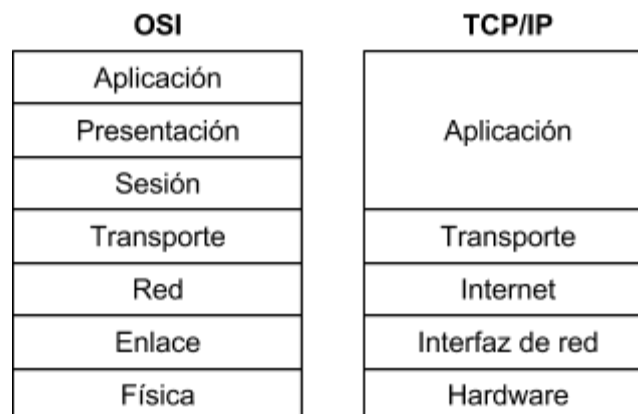 OSI
TCP/IP
Aplicación
Presentación
Sesión
Transporte
Red
Enlace
Física
Aplicación
Transporte
Internet
Interfaz de red
Hardware